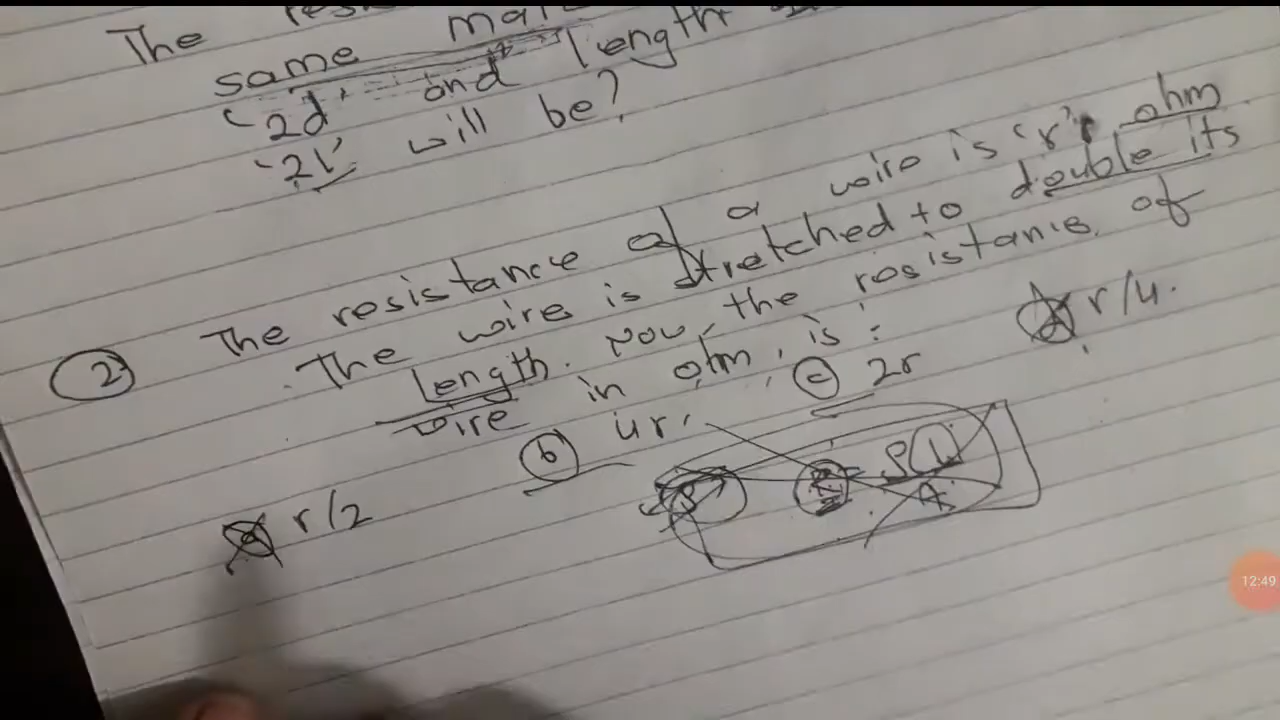 The
same
'2d' and length
'2l' will be?
② The resistance of a wire is 'r' ohm
The wire is stretched to double its
length. Now, the resistance of
wire in ohm, is:
r/2 ⓑ 4r. ⓒ 2r r/4.
ρ(L)
A
12:49